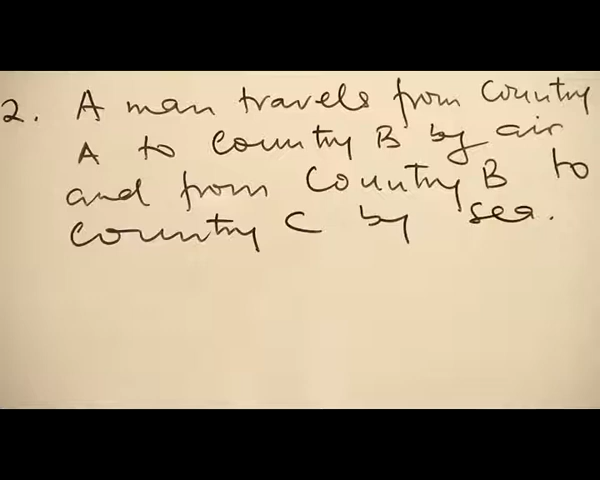 2. A man travels from Country
A to Country B by air
and from Country B to
Country C by sea.